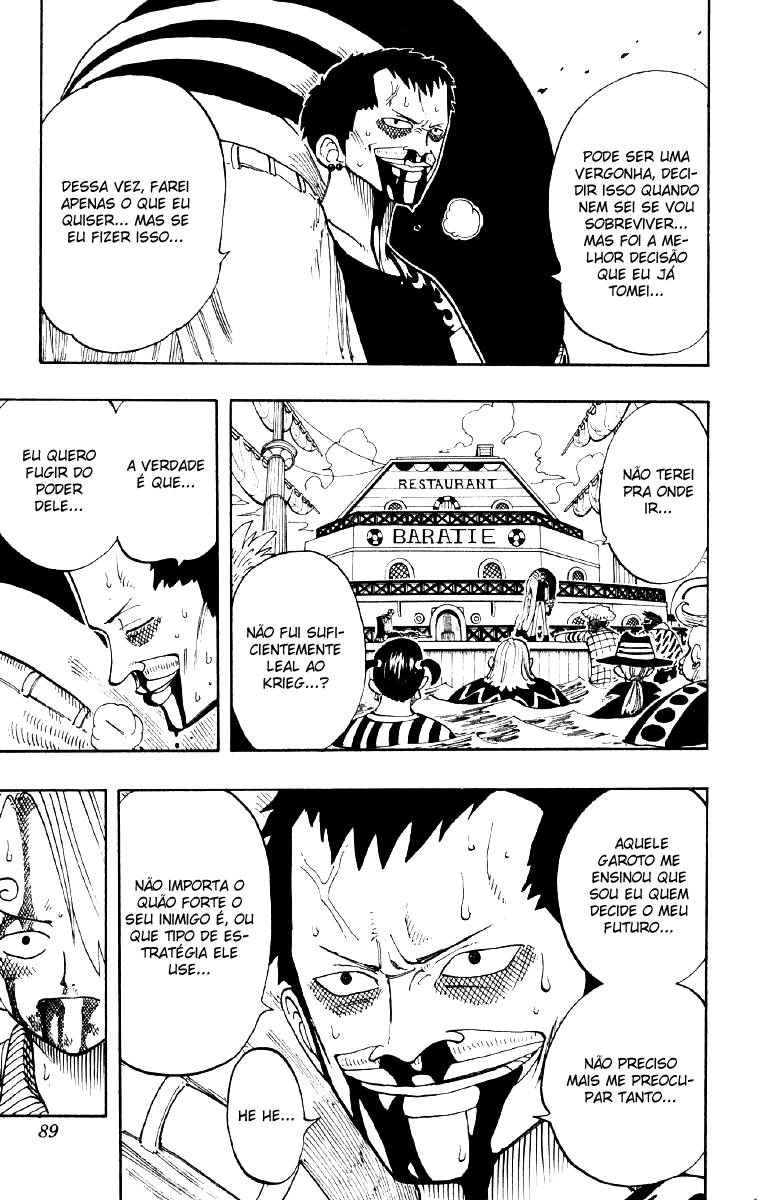 PODE SER UMA
VERGONHA, DECI-
DIR ISSO QUANDO
NEM SEI SE VOU
SOBREVIVER...
MAS FOI A ME-
LHOR DECISÃO
QUE EU JÁ
TOMEI...
DESSA VEZ, FAREI
APENAS O QUE EU
QUISER... MAS SE
EU FIZER ISSO...
NÃO TEREI
PRA ONDE
IR...
RESTAURANT
BARATIE
NÃO FUI SUFI-
CIENTEMENTE
LEAL AO
KRIEG...?
A VERDADE
É QUE...
EU QUERO
FUGIR DO
PODER
DELE...
AQUELE
GAROTO ME
ENSINOU QUE
SOU EU QUEM
DECIDE O MEU
FUTURO...
NÃO PRECISO
MAIS ME PREOCU-
PAR TANTO...
NÃO IMPORTA O
QUÃO FORTE O
SEU INIMIGO É, OU
QUE TIPO DE ES-
TRATÉGIA ELE
USE...
HE HE...
89